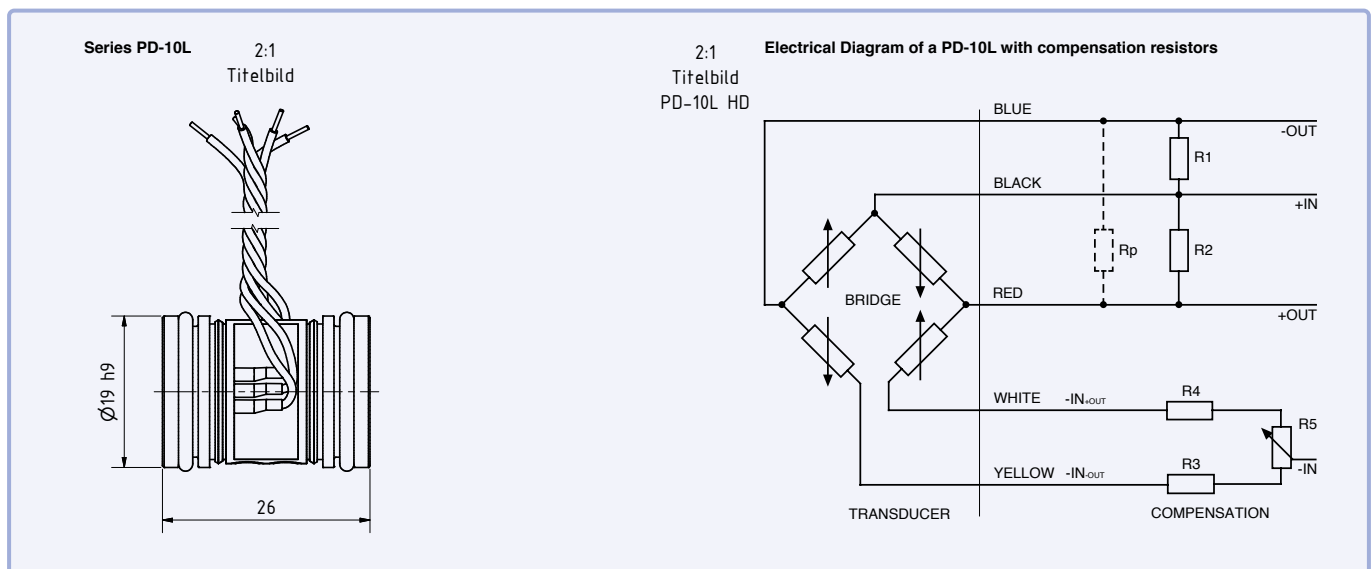 Series PD-10L
2:1
Titelbild
Ø19 h9
26
2:1
Titelbild
PD-10L HD
Electrical Diagram of a PD-10L with compensation resistors
BLUE
-OUT
R1
BLACK
+IN
Rp
R2
BRIDGE
RED
+OUT
WHITE -IN+OUT
R4
R5
-IN
YELLOW -IN-OUT
R3
TRANSDUCER
COMPENSATION